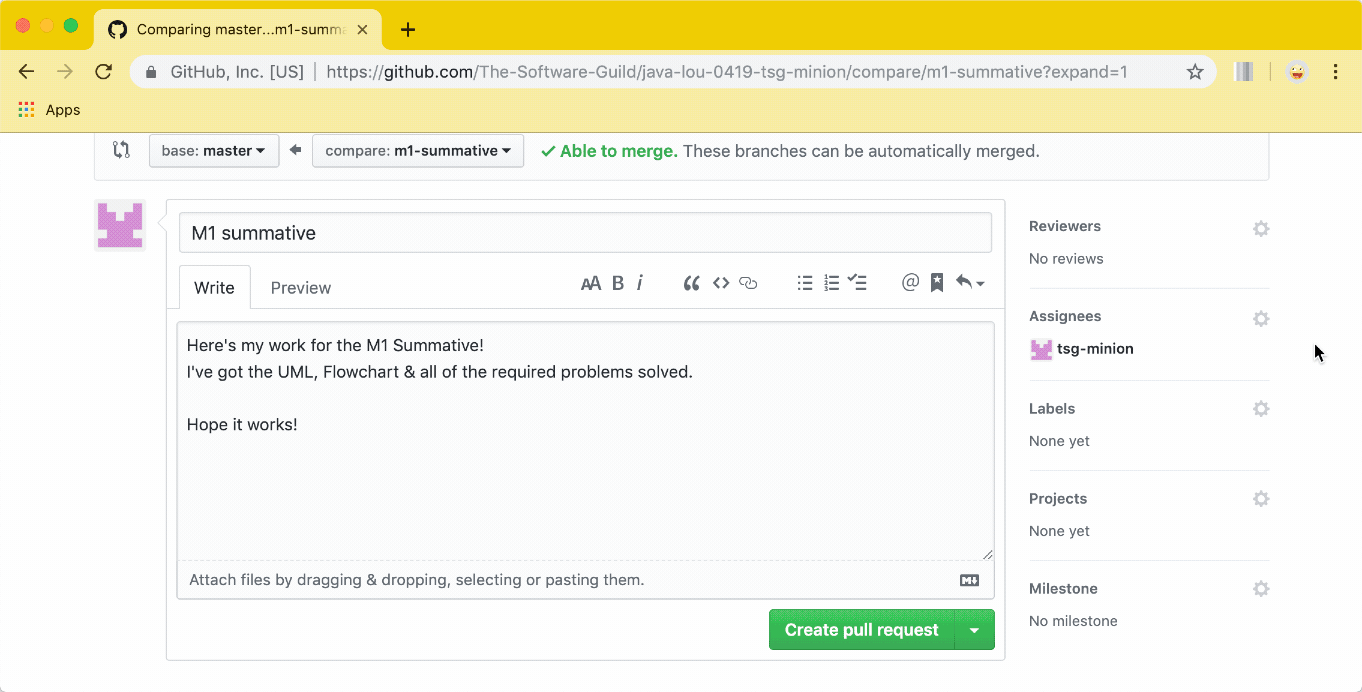 Comparing master...m1-summa
GitHub, Inc. [US] | https://github.com/The-Software-Guild/java-lou-0419-tsg-minion/compare/m1-summative?expand=1
Apps
base: master compare: m1-summative ✓ Able to merge. These branches can be automatically merged.
M1 summative
Write Preview
AA B i @
Here's my work for the M1 Summative!
I've got the UML, Flowchart & all of the required problems solved.
Hope it works!
Attach files by dragging & dropping, selecting or pasting them.
Create pull request
Reviewers
No reviews
Assignees
tsg-minion
Labels
None yet
Projects
None yet
Milestone
No milestone